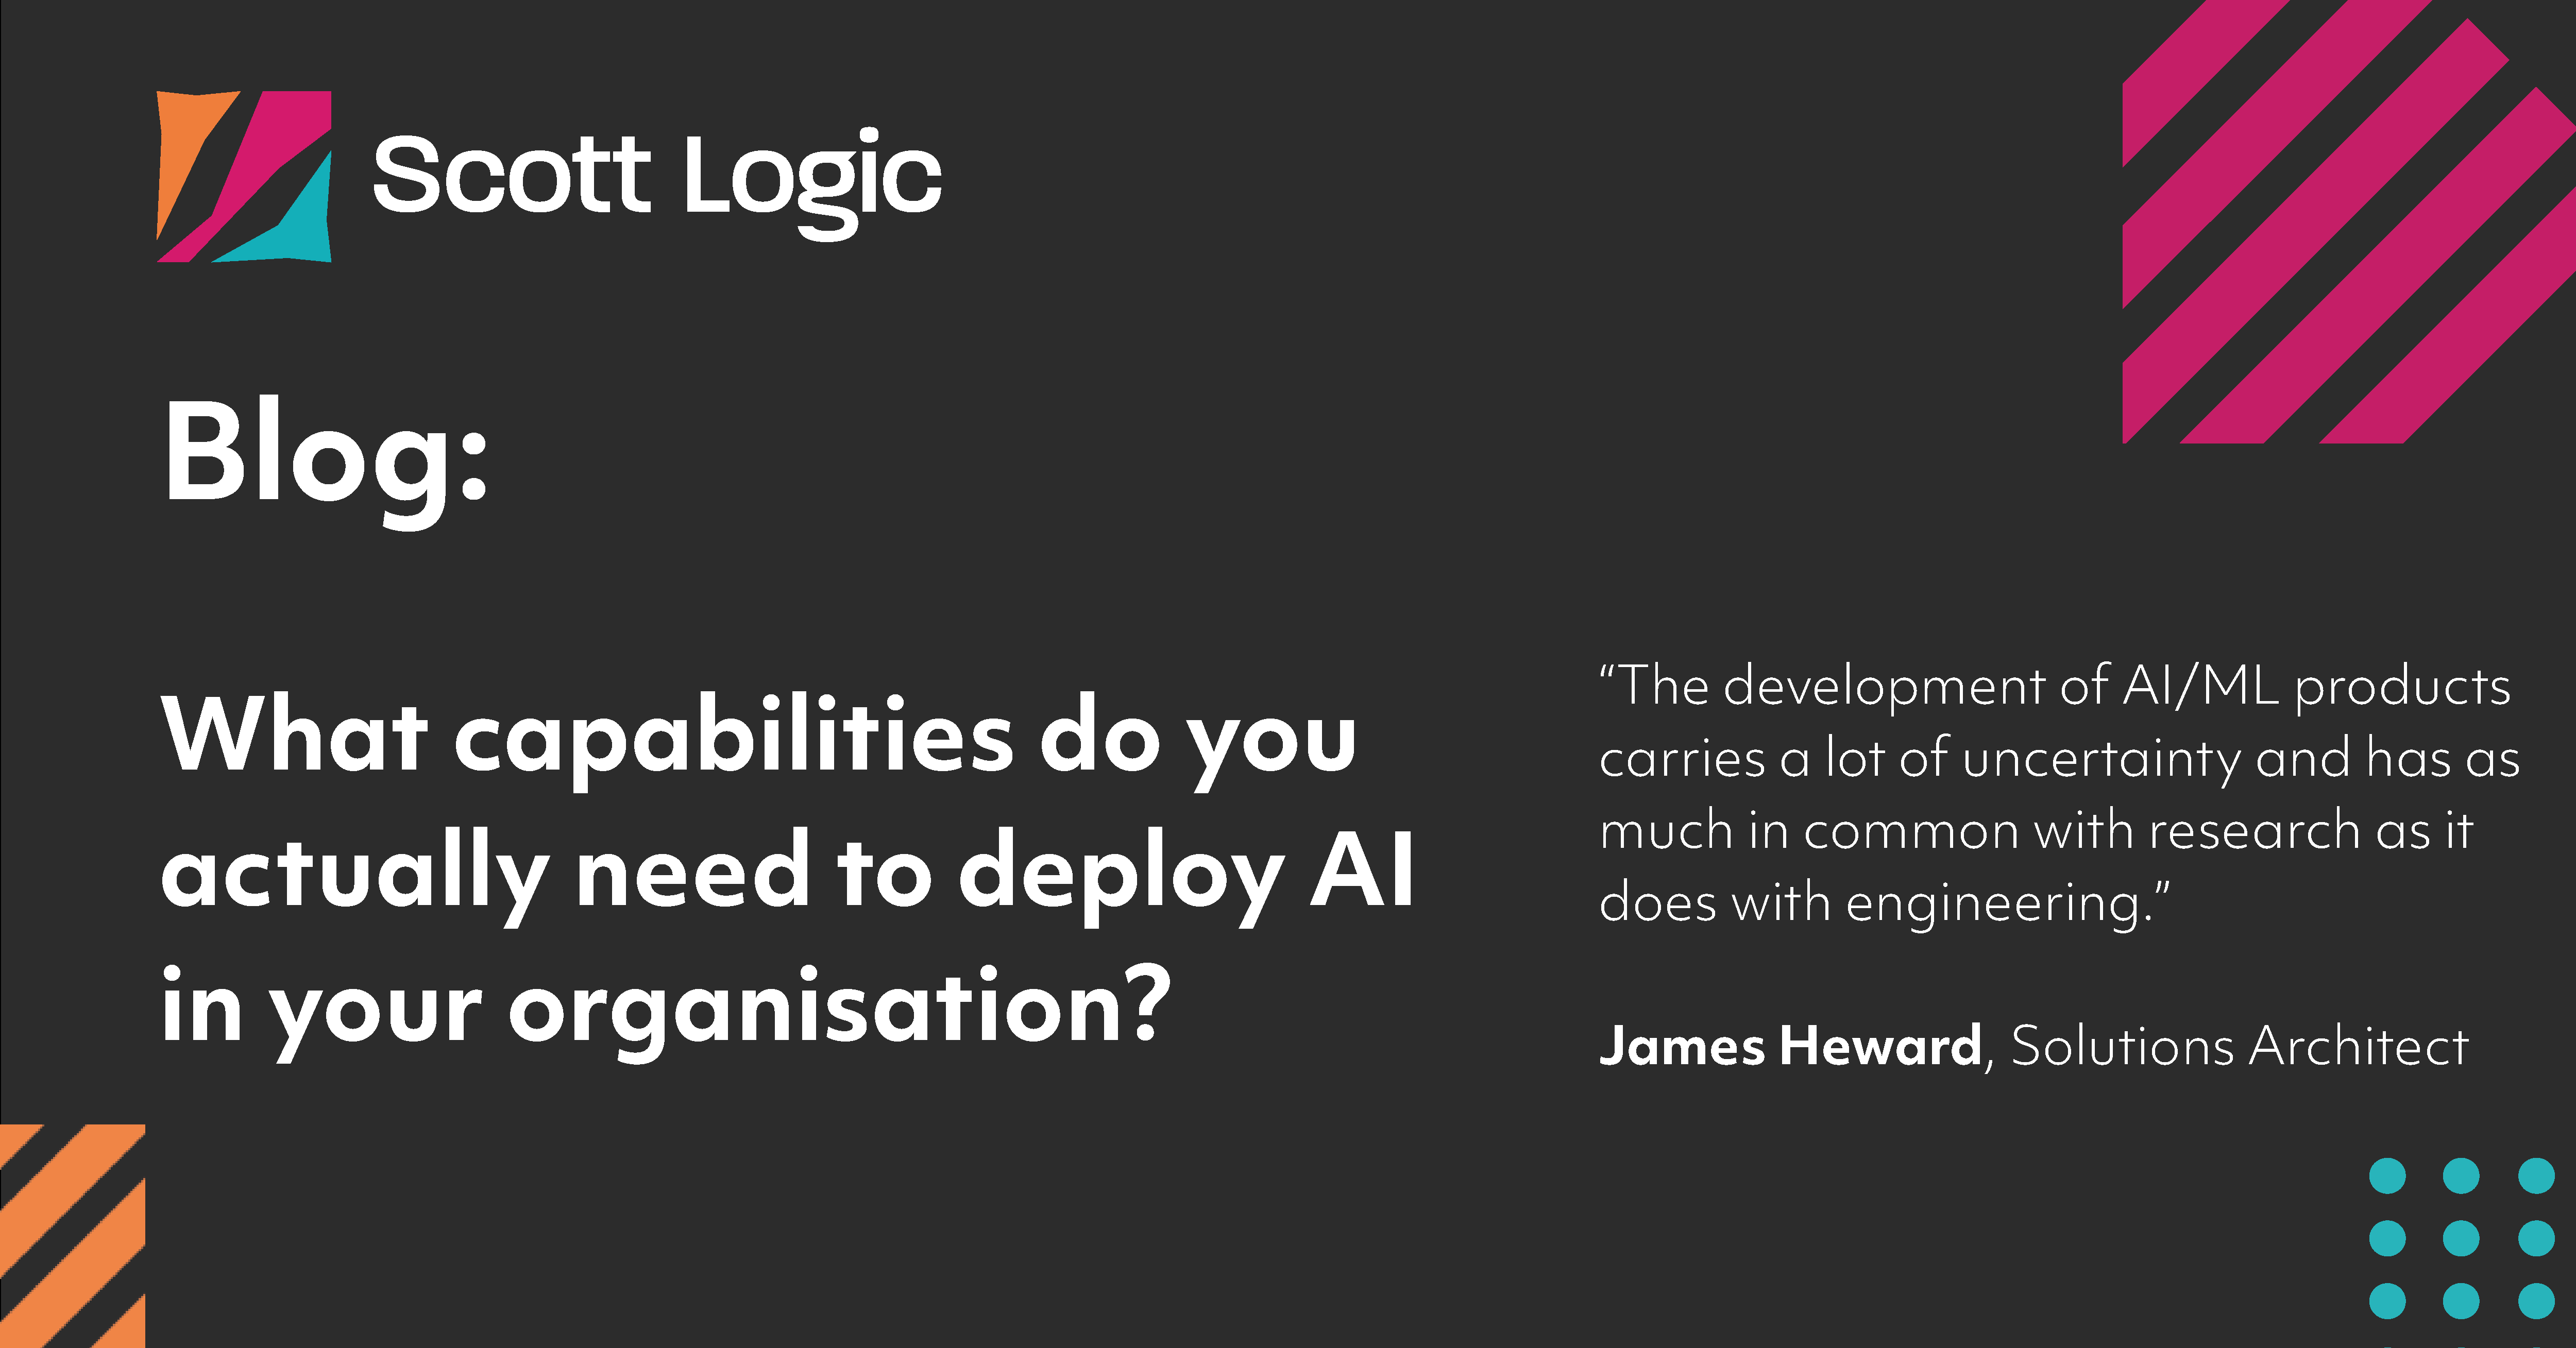 Scott Logic
Blog:
What capabilities do you
actually need to deploy AI
in your organisation?
“The development of AI/ML products
carries a lot of uncertainty and has as
much in common with research as it
does with engineering.”
James Heward, Solutions Architect